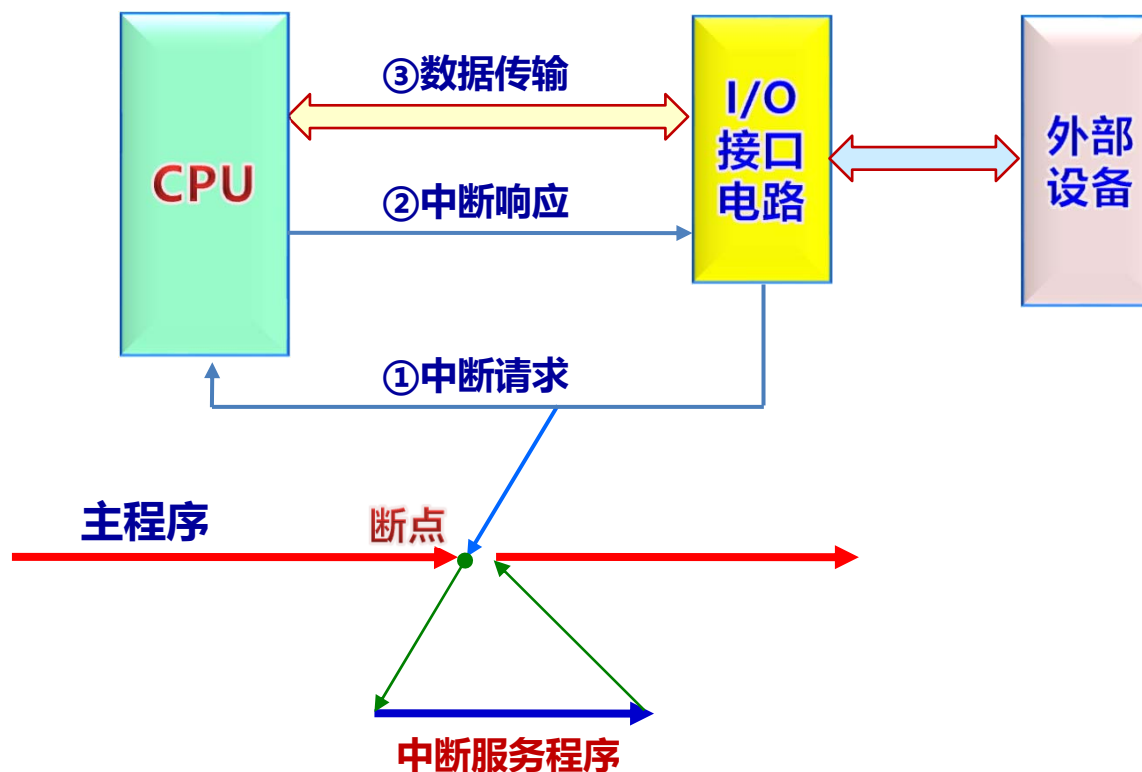 ③数据传输
CPU
I/O
接口
电路
外部
设备
②中断响应
①中断请求
主程序
断点
中断服务程序